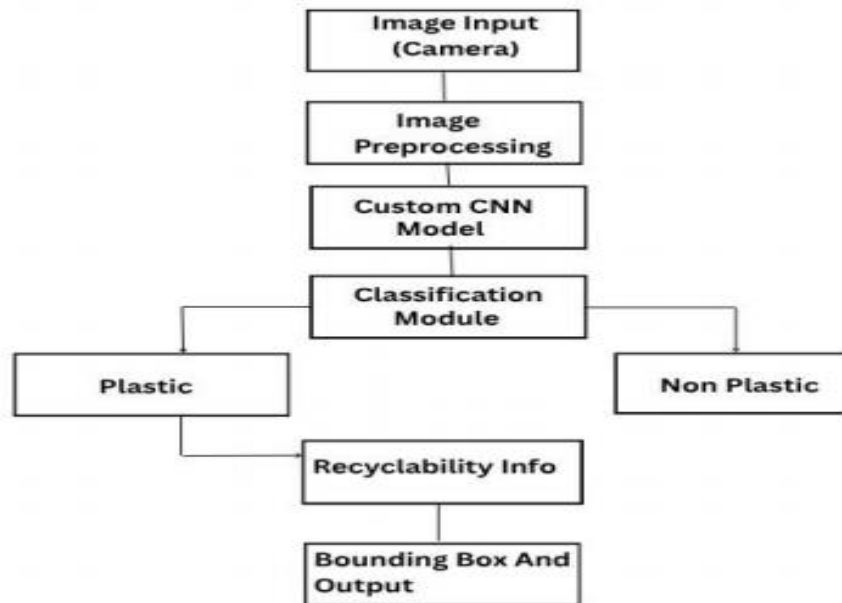 Image Input
(Camera)
Image
Preprocessing
Custom CNN
Model
Classification
Module
Plastic
Non Plastic
Recyclability Info
Bounding Box And
Output